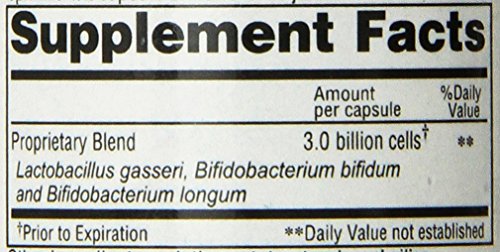 Supplement Facts
Amount per capsule
%Daily Value
Proprietary Blend 3.0 billion cells† **
Lactobacillus gasseri, Bifidobacterium bifidum
and Bifidobacterium longum
†Prior to Expiration **Daily Value not established